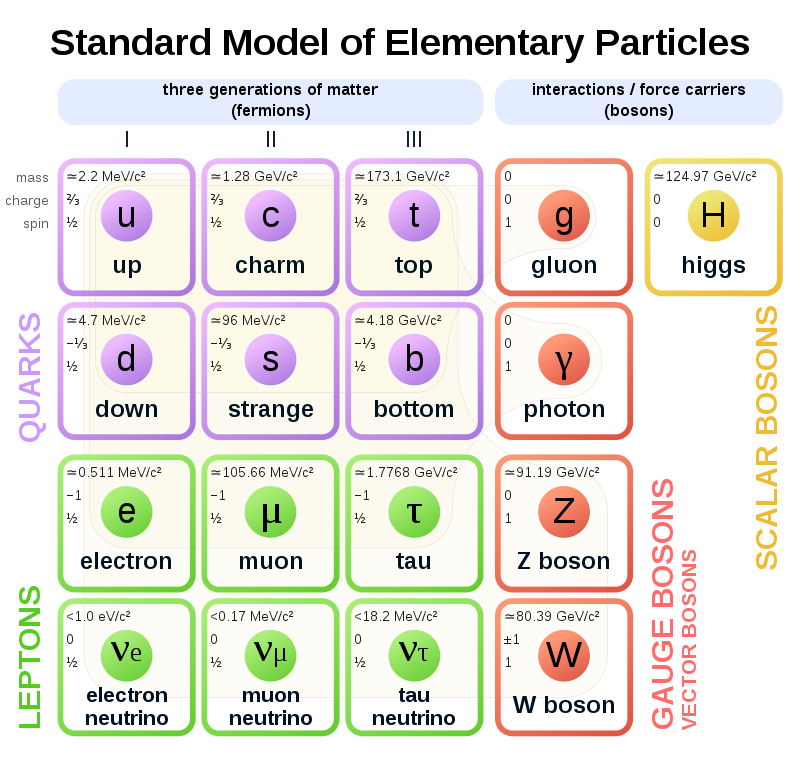 Standard Model of Elementary Particles
three generations of matter
(fermions)
interactions / force carriers
(bosons)
I II III
mass
charge
spin
≃2.2 MeV/c²
⅔
½
u
up
≃1.28 GeV/c²
⅔
½
c
charm
≃173.1 GeV/c²
⅔
½
t
top
0
0
1
g
gluon
≃124.97 GeV/c²
0
0
H
higgs
QUARKS
≃4.7 MeV/c²
−⅓
½
d
down
≃96 MeV/c²
−⅓
½
s
strange
≃4.18 GeV/c²
−⅓
½
b
bottom
0
0
1
γ
photon
SCALAR BOSONS
≃0.511 MeV/c²
−1
½
e
electron
≃105.66 MeV/c²
−1
½
μ
muon
≃1.7768 GeV/c²
−1
½
τ
tau
≃91.19 GeV/c²
0
1
Z
Z boson
GAUGE BOSONS
VECTOR BOSONS
LEPTONS
<1.0 eV/c²
0
½
νe
electron
neutrino
<0.17 MeV/c²
0
½
νμ
muon
neutrino
<18.2 MeV/c²
0
½
ντ
tau
neutrino
≃80.39 GeV/c²
±1
1
W
W boson